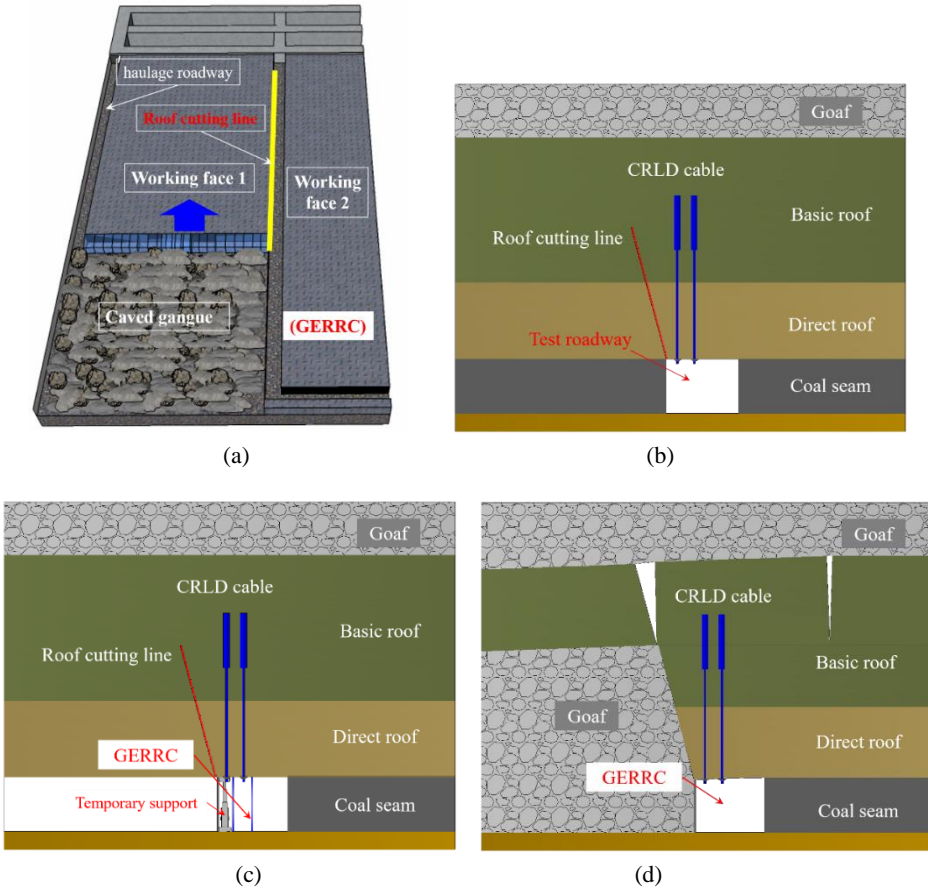 haulage roadway
Roof cutting line
Working face 1
Working
face 2
Caved gangue
(GERRC)
(a)
Goaf
CRLD cable
Basic roof
Roof cutting line
Direct roof
Test roadway
Coal seam
(b)
Goaf
CRLD cable
Basic roof
Roof cutting line
Direct roof
GERRC
Temporary support
Coal seam
(c)
Goaf
CRLD cable
Basic roof
Goaf
Direct roof
GERRC
Coal seam
(d)